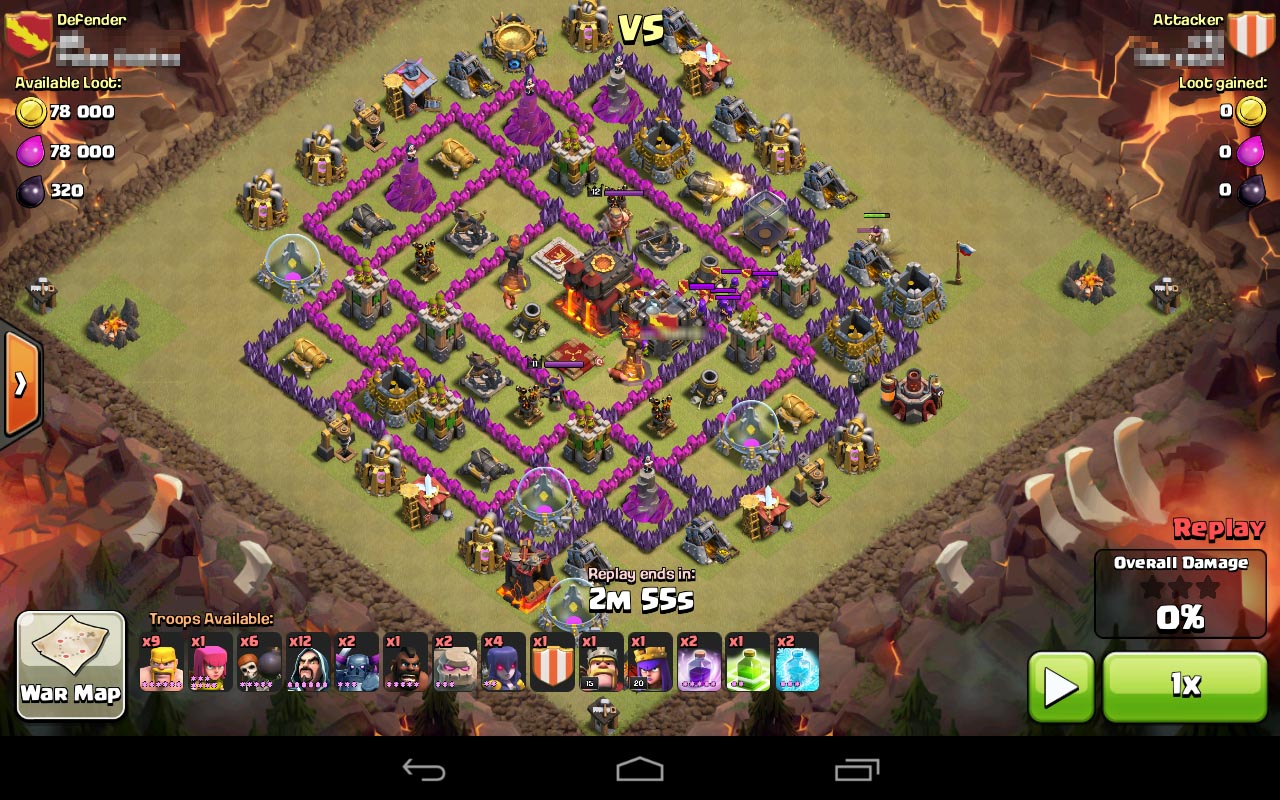 Defender
VS
Attacker
Available Loot:
78 000
78 000
320
Loot gained:
0
0
0
12
11
Replay
Overall Damage
0%
Replay ends in:
2M 55s
Troops Available:
x9 x1 x6 x12 x2 x1 x2 x4 x1 x1 x1 x2 x1 x2
15 20
War Map
1x